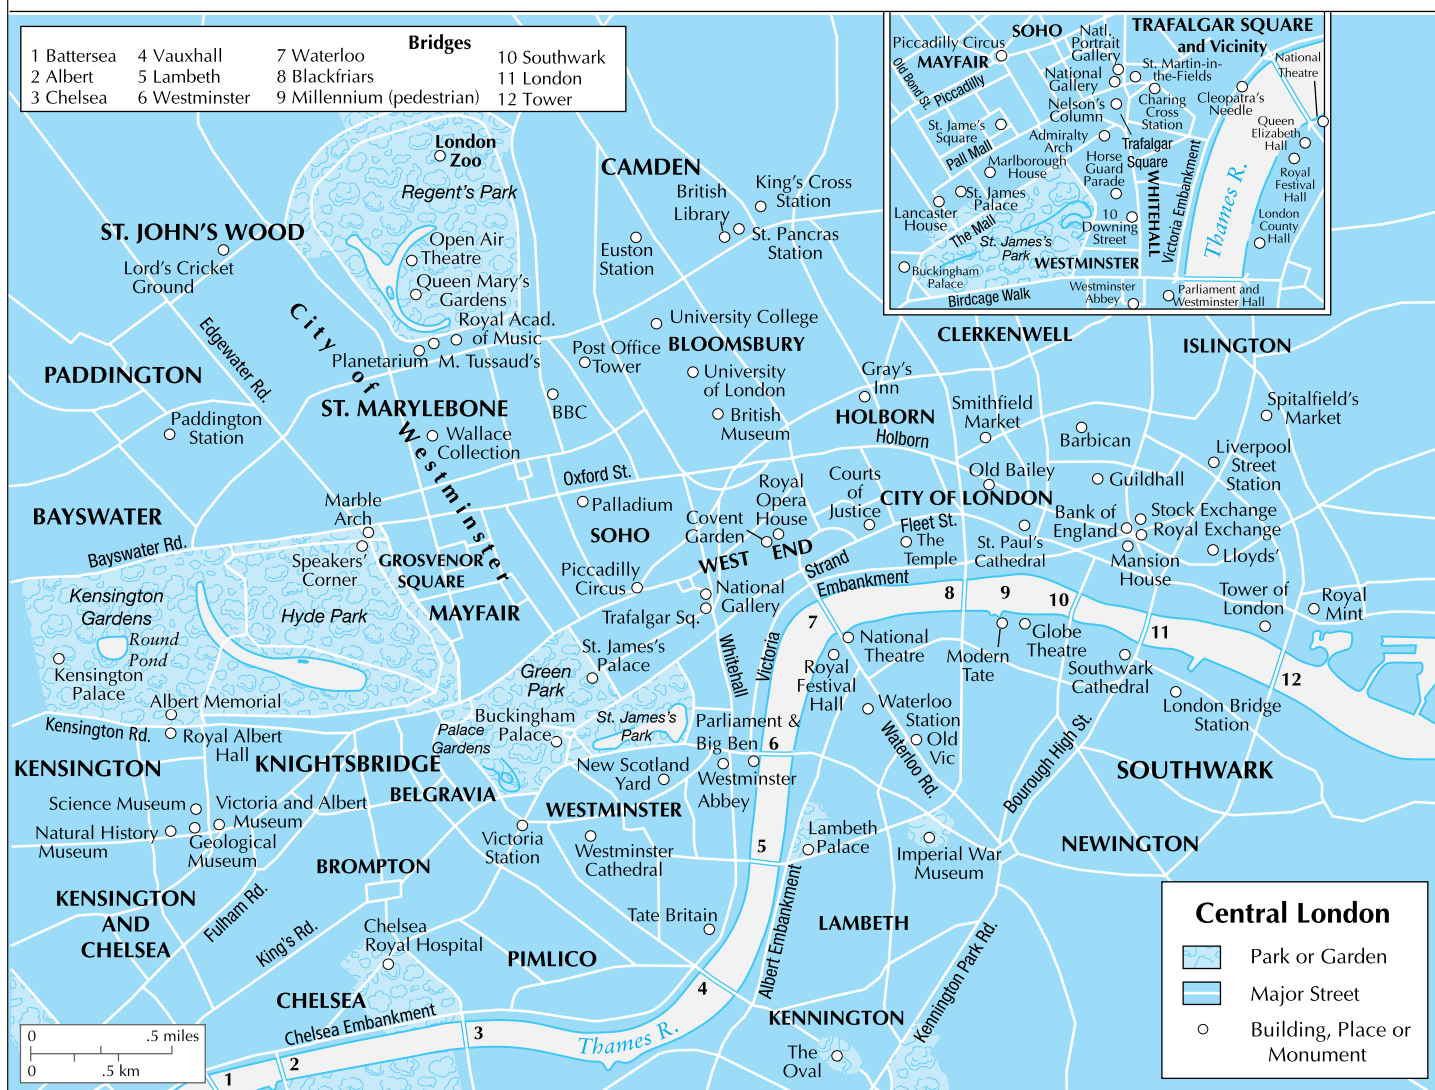 Bridges
1 Battersea
2 Albert
3 Chelsea
4 Vauxhall
5 Lambeth
6 Westminster
7 Waterloo
8 Blackfriars
9 Millennium (pedestrian)
10 Southwark
11 London
12 Tower
TRAFALGAR SQUARE
and Vicinity
SOHO
Piccadilly Circus
MAYFAIR
Old Bond St.
Piccadilly
Natl.
Portrait
Gallery
National
Gallery
St. Martin-in-
the-Fields
Nelson's
Column
Charing
Cross
Station
Cleopatra's
Needle
National
Theatre
Queen
Elizabeth
Hall
Royal
Festival
Hall
London
County
Hall
St. Jame's
Square
Pall Mall
Admiralty
Arch
Trafalgar
Square
Marlborough
House
Horse
Guard
Parade
St. James
Palace
Lancaster
House
The Mall
St. James's
Park
10
Downing
Street
WHITEHALL
Victoria Embankment
Thames R.
WESTMINSTER
Buckingham
Palace
Birdcage Walk
Westminster
Abbey
Parliament and
Westminster Hall
London
Zoo
Regent's Park
CAMDEN
British
Library
King's Cross
Station
St. Pancras
Station
Euston
Station
ST. JOHN'S WOOD
Lord's Cricket
Ground
Open Air
Theatre
Queen Mary's
Gardens
Royal Acad.
of Music
Planetarium
M. Tussaud's
City of Westminster
Edgewater Rd.
University College
BLOOMSBURY
Post Office
Tower
University
of London
British
Museum
BBC
CLERKENWELL
ISLINGTON
Gray's
Inn
HOLBORN
Holborn
Smithfield
Market
Barbican
Spitalfield's
Market
Liverpool
Street
Station
PADDINGTON
Paddington
Station
ST. MARYLEBONE
Wallace
Collection
Oxford St.
Palladium
SOHO
Marble
Arch
BAYSWATER
Bayswater Rd.
Speakers'
Corner
GROSVENOR
SQUARE
MAYFAIR
Piccadilly
Circus
Covent
Garden
Royal
Opera
House
WEST END
Courts
of
Justice
Old Bailey
CITY OF LONDON
Guildhall
Fleet St.
The
Temple
St. Paul's
Cathedral
Bank of
England
Stock Exchange
Royal Exchange
Mansion
House
Lloyds'
Tower of
London
Royal
Mint
Strand
Embankment
National
Gallery
Trafalgar Sq.
Kensington
Gardens
Hyde Park
Round
Pond
Kensington
Palace
Albert Memorial
Kensington Rd.
Royal Albert
Hall
St. James's
Palace
Green
Park
Buckingham
Palace
Palace
Gardens
St. James's
Park
Whitehall
Victoria
7
8
9
10
11
12
National
Theatre
Royal
Festival
Hall
Modern
Tate
Globe
Theatre
Southwark
Cathedral
London Bridge
Station
Waterloo
Station
Old
Vic
Waterloo Rd.
Bourough High St.
Parliament &
Big Ben
6
Westminster
Abbey
New Scotland
Yard
KENSINGTON
KNIGHTSBRIDGE
BELGRAVIA
WESTMINSTER
SOUTHWARK
NEWINGTON
Science Museum
Victoria and Albert
Museum
Natural History
Museum
Geological
Museum
BROMPTON
Victoria
Station
Westminster
Cathedral
5
Lambeth
Palace
Imperial War
Museum
KENSINGTON
AND
CHELSEA
Fulham Rd.
King's Rd.
Chelsea
Royal Hospital
Tate Britain
PIMLICO
Albert Embankment
LAMBETH
Kennington Park Rd.
CHELSEA
Chelsea Embankment
4
3
2
1
Thames R.
KENNINGTON
The
Oval
0 .5 miles
0 .5 km
Central London
Park or Garden
Major Street
Building, Place or
Monument